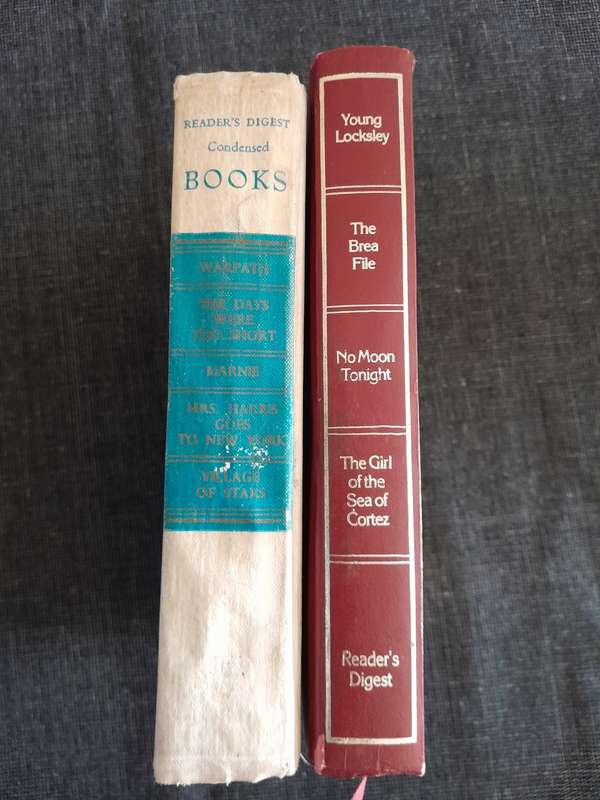 READER'S DIGEST
Condensed
BOOKS
WARPATH
THE DAYS
WERE
TOO SHORT
MARNIE
MRS. HARRIS
GOES
TO NEW YORK
VILLAGE
OF STARS
Young
Locksley
The
Brea
File
No Moon
Tonight
The Girl
of the
Sea of
Cortez
Reader's
Digest